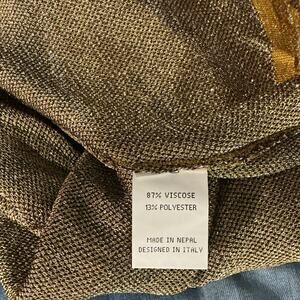 87% VISCOSE
13% POLYESTER
MADE IN NEPAL
DESIGNED IN ITALY